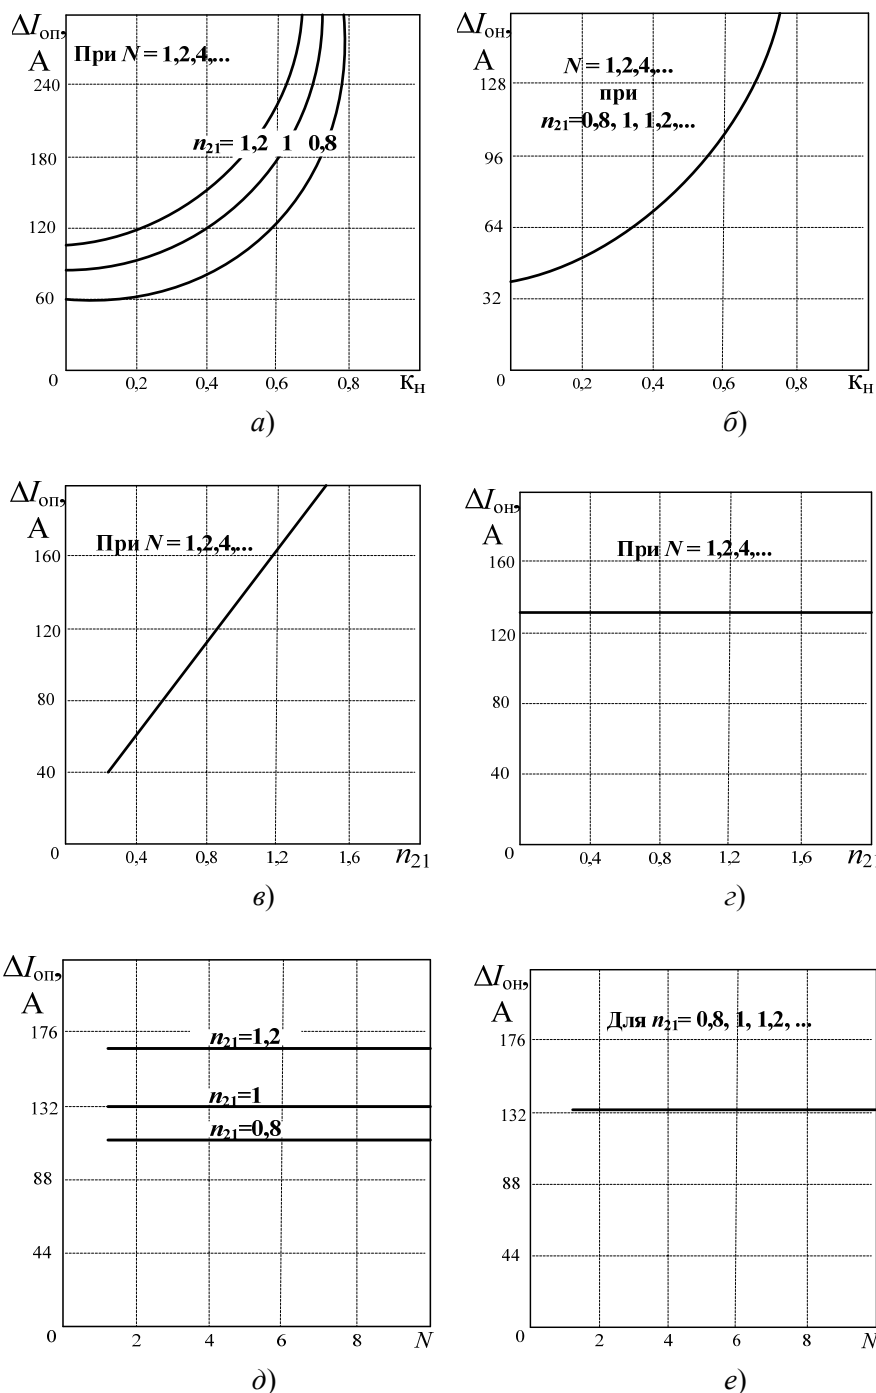 ΔIоп,
А
При N = 1,2,4,...
240
n21= 1,2 1 0,8
180
120
60
0
0,2 0,4 0,6 0,8 кн
а)
ΔIон,
А
N = 1,2,4,...
при
n21=0,8, 1, 1,2,...
128
96
64
32
0
0,2 0,4 0,6 0,8 кн
б)
ΔIоп,
А
При N = 1,2,4,...
160
120
80
40
0
0,4 0,8 1,2 1,6 n21
в)
ΔIон,
А
При N = 1,2,4,...
160
120
80
40
0
0,4 0,8 1,2 1,6 n21
г)
ΔIоп,
А
176
n21=1,2
n21=1
132
n21=0,8
88
44
0
2 4 6 8 N
д)
ΔIон,
А
Для n21= 0,8, 1, 1,2, ...
176
132
88
44
0
2 4 6 8 N
е)